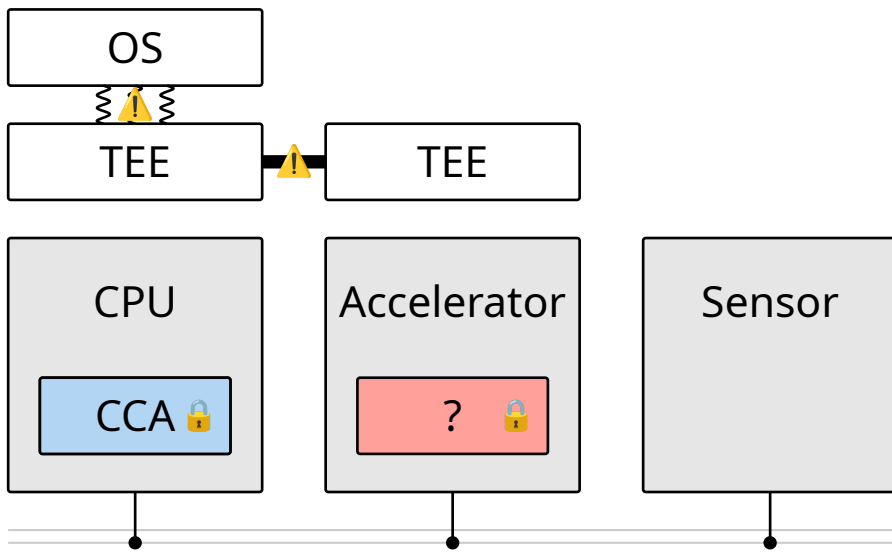 OS
TEE
TEE
CPU
Accelerator
Sensor
CCA
?